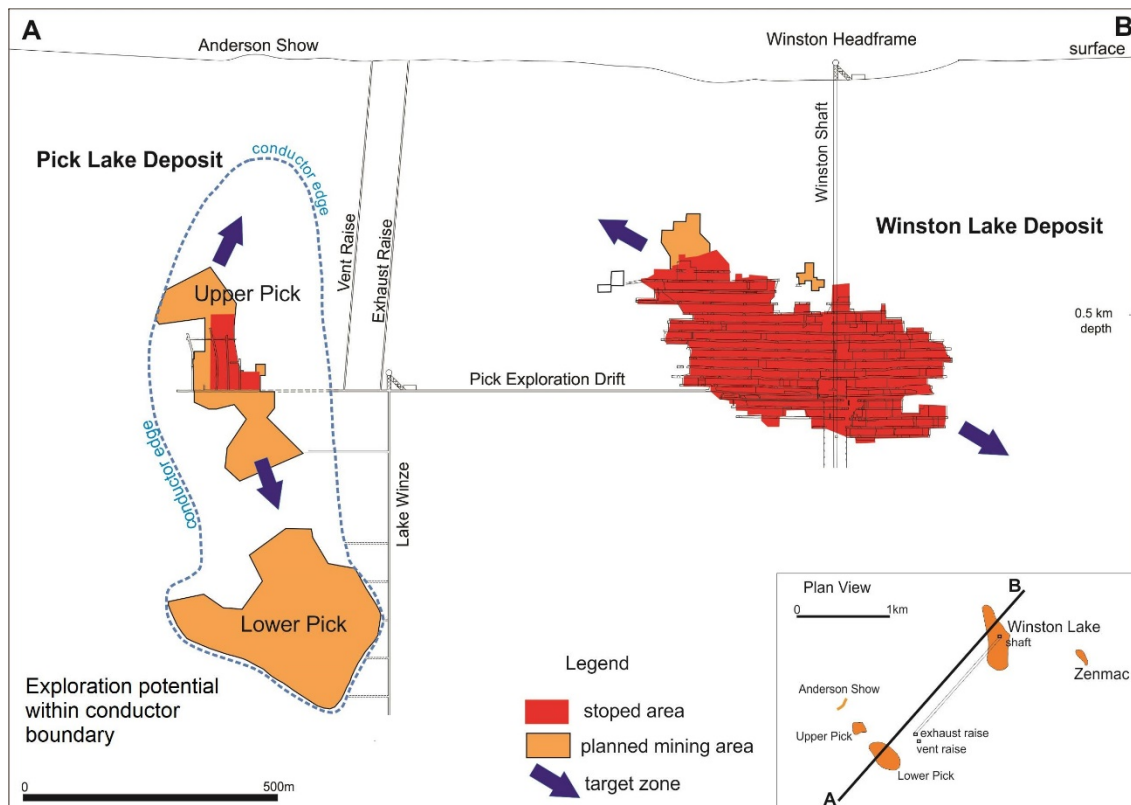 A
B
Anderson Show
Winston Headframe
surface
Pick Lake Deposit
conductor edge
Vent Raise
Exhaust Raise
Winston Shaft
Winston Lake Deposit
Upper Pick
0.5 km
depth
Pick Exploration Drift
conductor edge
Lake Winze
Lower Pick
Exploration potential
within conductor
boundary
0
500m
Legend
stoped area
planned mining area
target zone
Plan View
0
1km
B
Winston Lake
shaft
Zenmac
Anderson Show
Upper Pick
exhaust raise
vent raise
Lower Pick
A